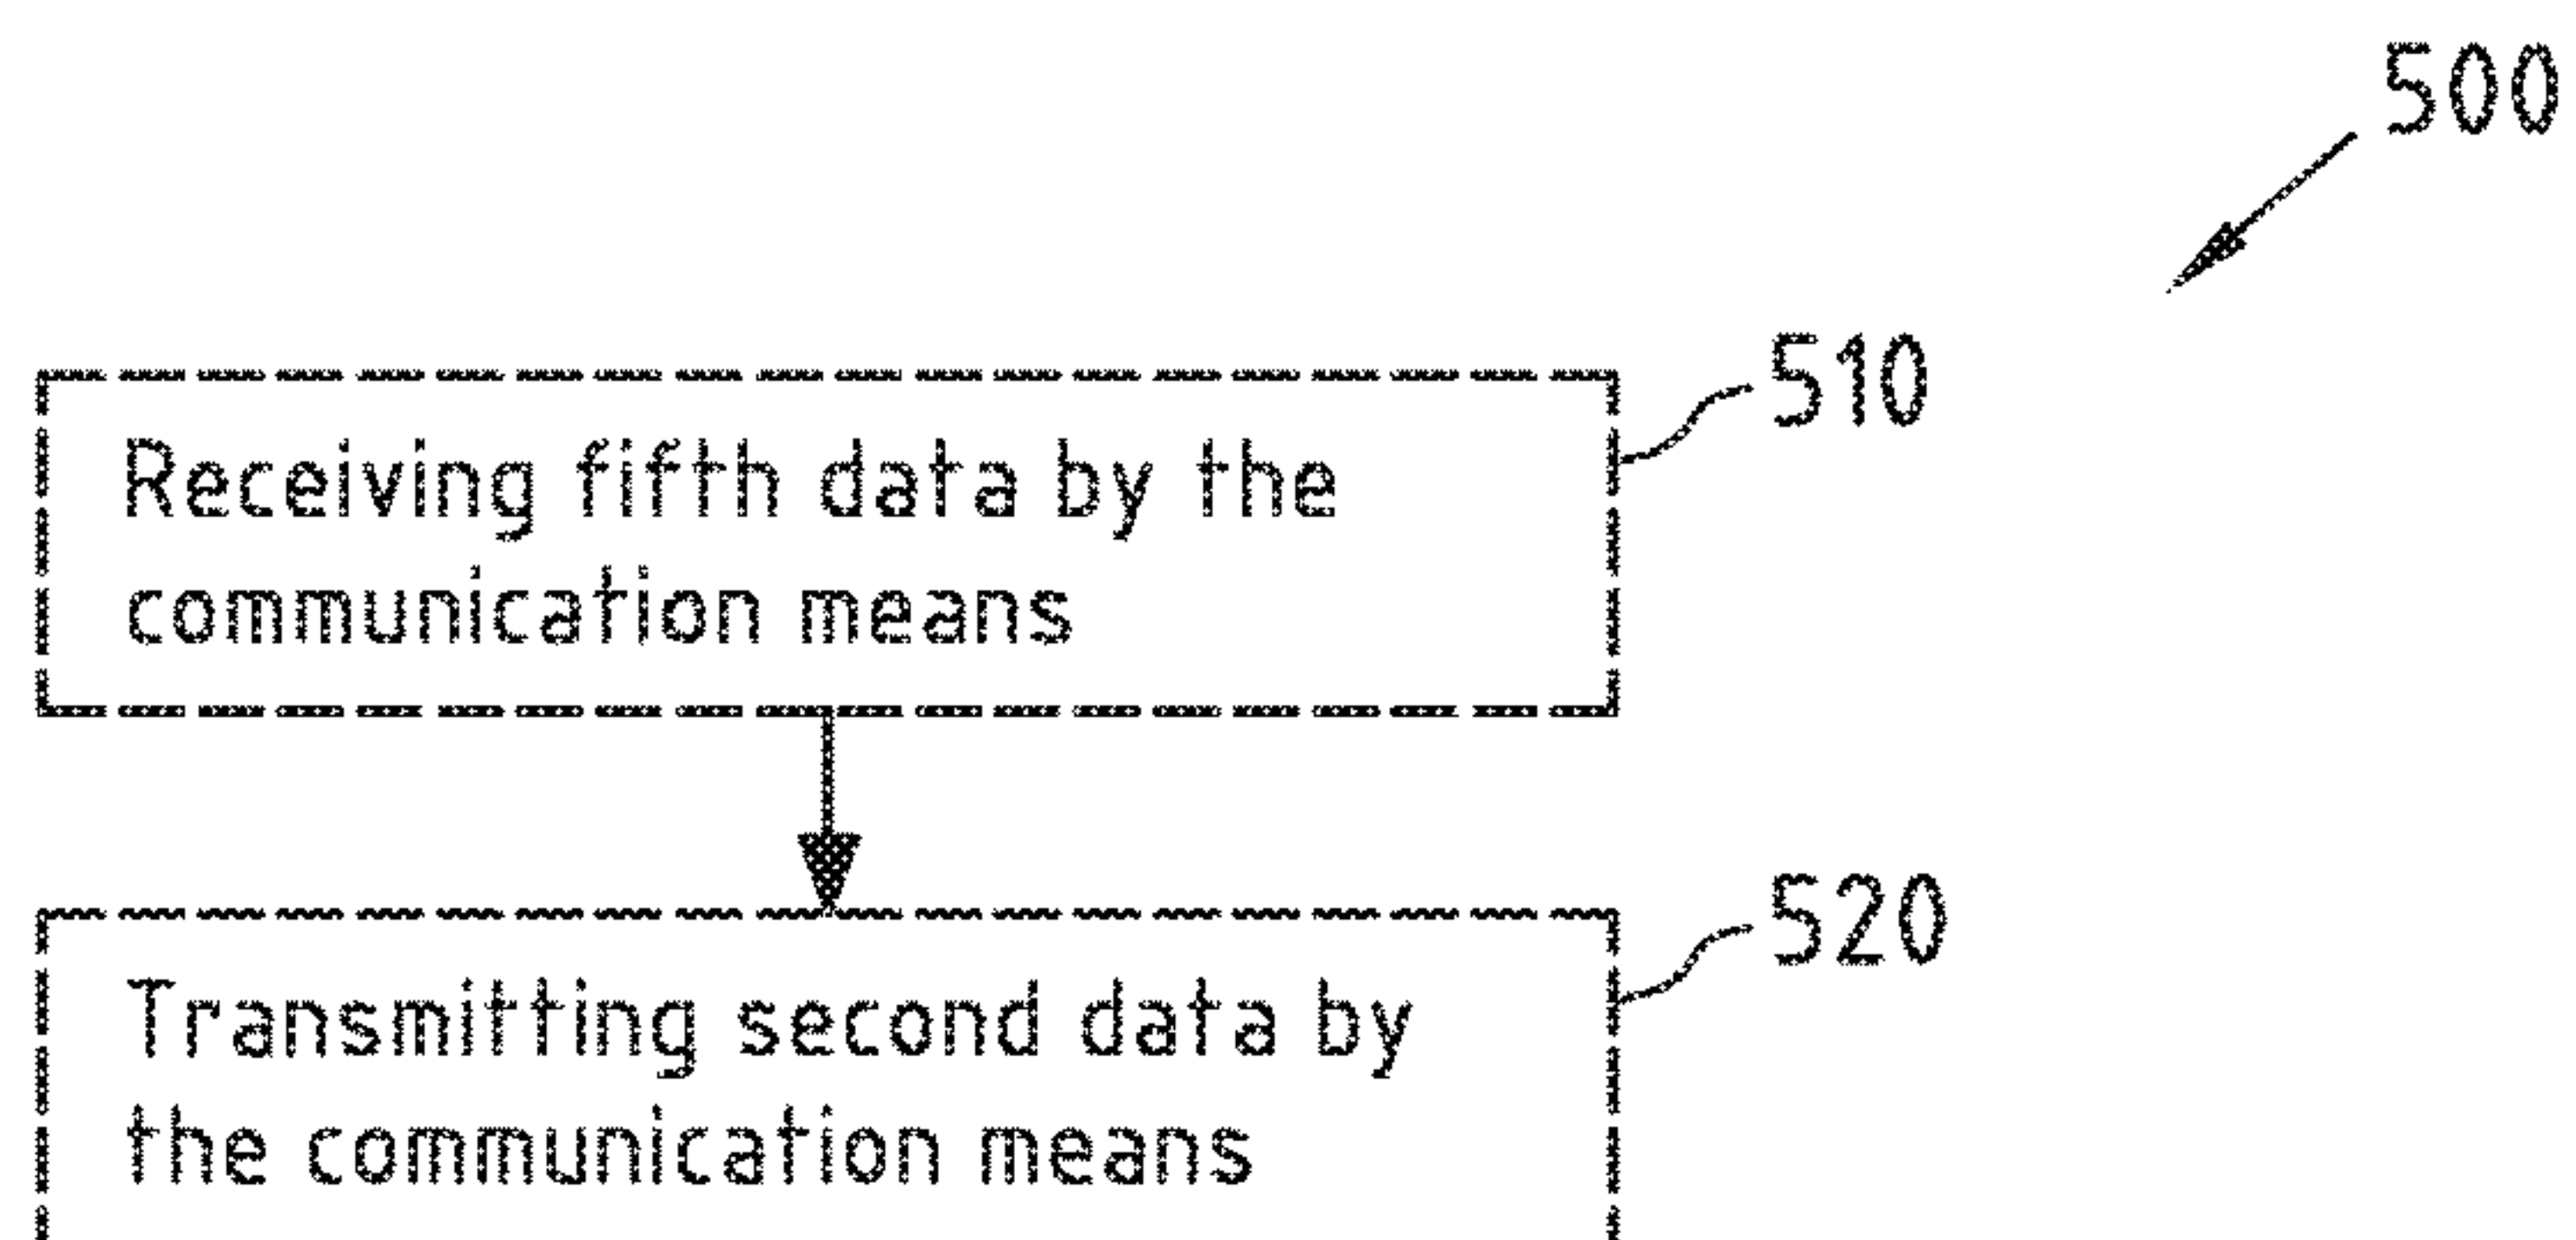 500
510
Receiving fifth data by the
communication means
520
Transmitting second data by
the communication means